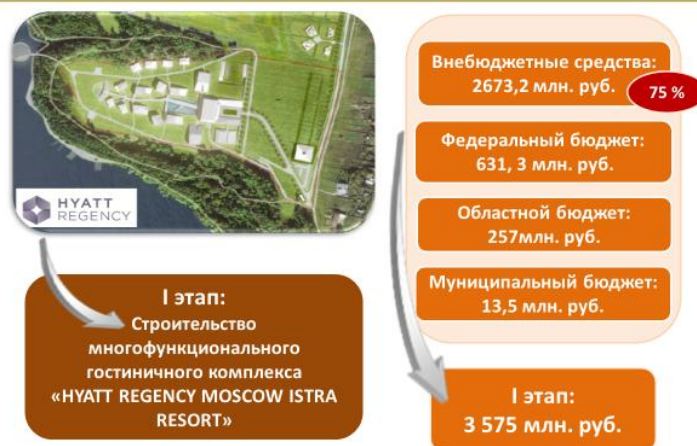 HYATT
REGENCY
I этап:
Строительство
многофункционального
гостиничного комплекса
«HYATT REGENCY MOSCOW ISTRA
RESORT»
Внебюджетные средства:
2673,2 млн. руб.
75 %
Федеральный бюджет:
631, 3 млн. руб.
Областной бюджет:
257млн. руб.
Муниципальный бюджет:
13,5 млн. руб.
I этап:
3 575 млн. руб.